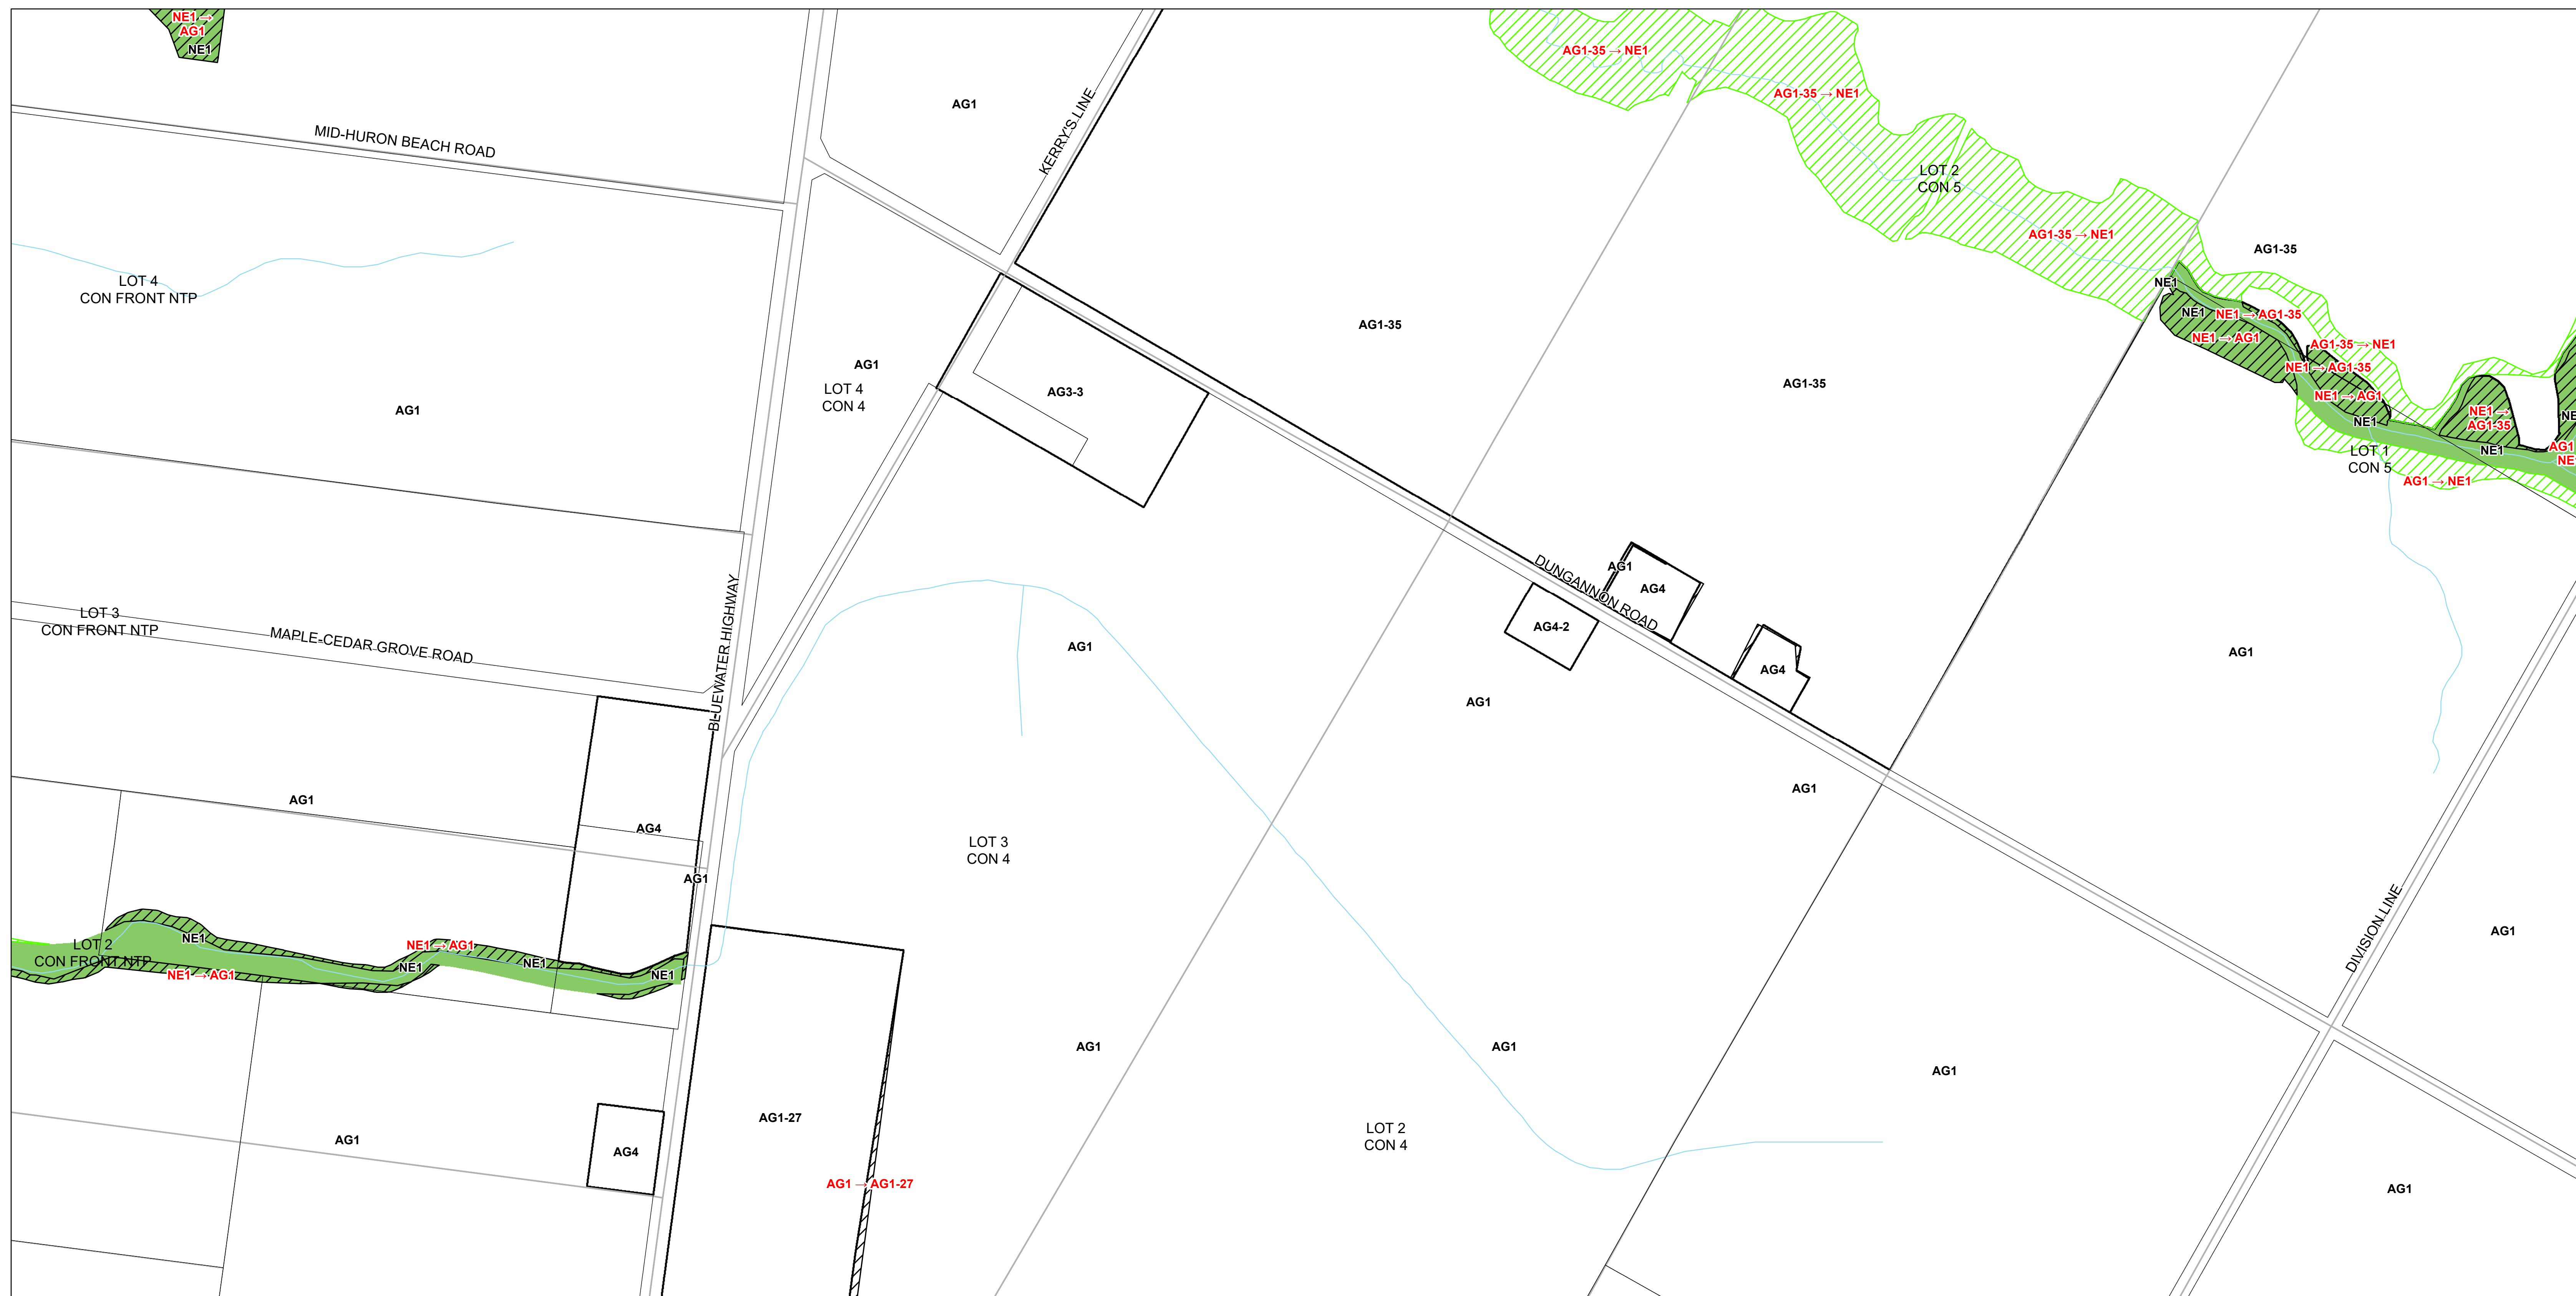 NE1 →
AG1
NE1
AG1-35 → NE1
AG1-35 → NE1
AG1
KERRY'S LINE
MID-HURON BEACH ROAD
LOT 2
CON 5
AG1-35 → NE1
AG1-35
LOT 4
CON FRONT NTP
NE1
NE1
NE1 → AG1-35
NE1 → AG1
AG1-35
AG1-35 → NE1
NE1 → AG1-35
AG1
LOT 4
CON 4
AG3-3
AG1-35
NE1 → AG1
AG1
NE1 →
AG1-35
NE1
NE1
LOT 1
CON 5
AG1 → NE1
AG1
NE
DUNGANNON ROAD
AG1
AG4
AG4-2
LOT 3
CON FRONT NTP
MAPLE-CEDAR GROVE ROAD
BLUEWATER HIGHWAY
AG1
AG1
AG4
AG1
AG1
AG1
AG4
LOT 3
CON 4
AG1
DIVISION LINE
AG1
LOT 2
CON FRONT NTP
NE1
NE1 → AG1
NE1
NE1
NE1
NE1 → AG1
AG1
AG1
AG1
AG1-27
LOT 2
CON 4
AG1
AG4
AG1 → AG1-27
AG1